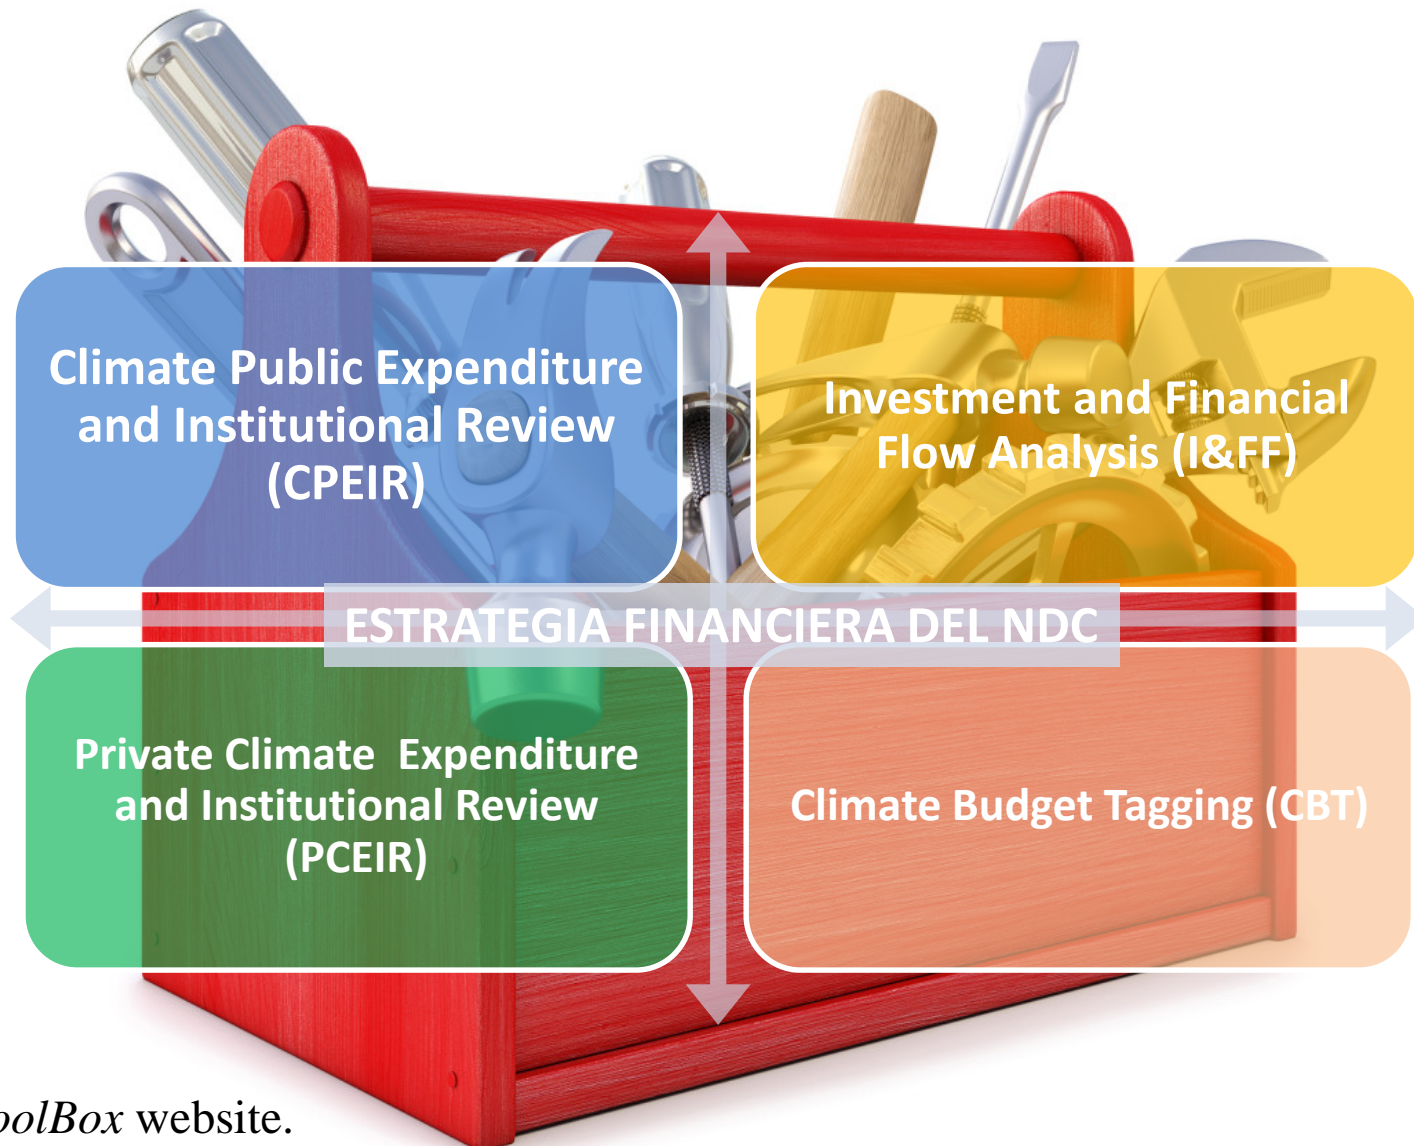 Climate Public Expenditure
and Institutional Review
(CPEIR)
Investment and Financial
Flow Analysis (I&FF)
ESTRATEGIA FINANCIERA DEL NDC
Private Climate Expenditure
and Institutional Review
(PCEIR)
Climate Budget Tagging (CBT)
website.